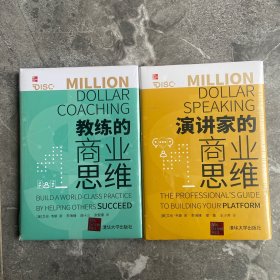 DISC
MILLION
DOLLAR
COACHING
教练的
商业
思维
BUILD A WORLD-CLASS PRACTICE
BY HELPING OTHERS SUCCEED
清华大学出版社
DISC
MILLION
DOLLAR
SPEAKING
演讲家的
商业
思维
THE PROFESSIONAL'S GUIDE
TO BUILDING YOUR PLATFORM
清华大学出版社